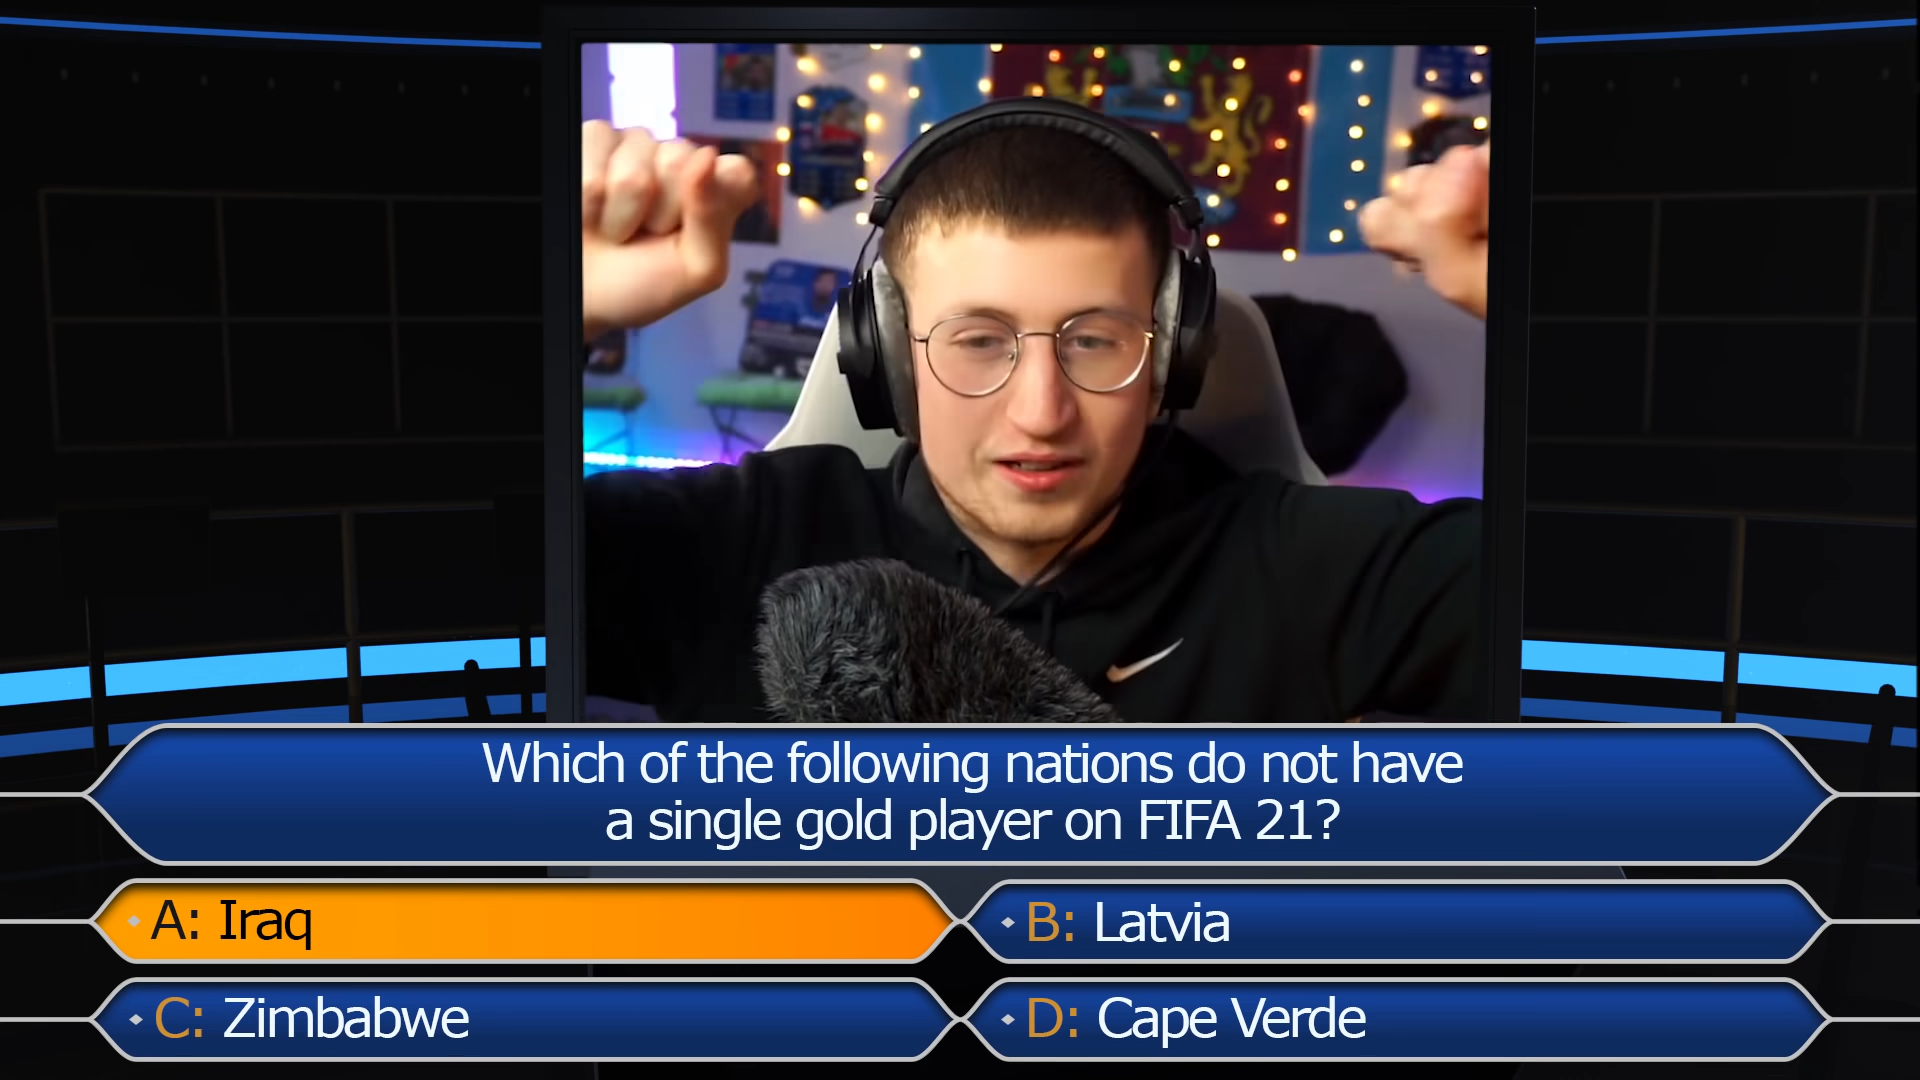 Which of the following nations do not have
a single gold player on FIFA 21?
A: Iraq
B: Latvia
C: Zimbabwe
D: Cape Verde